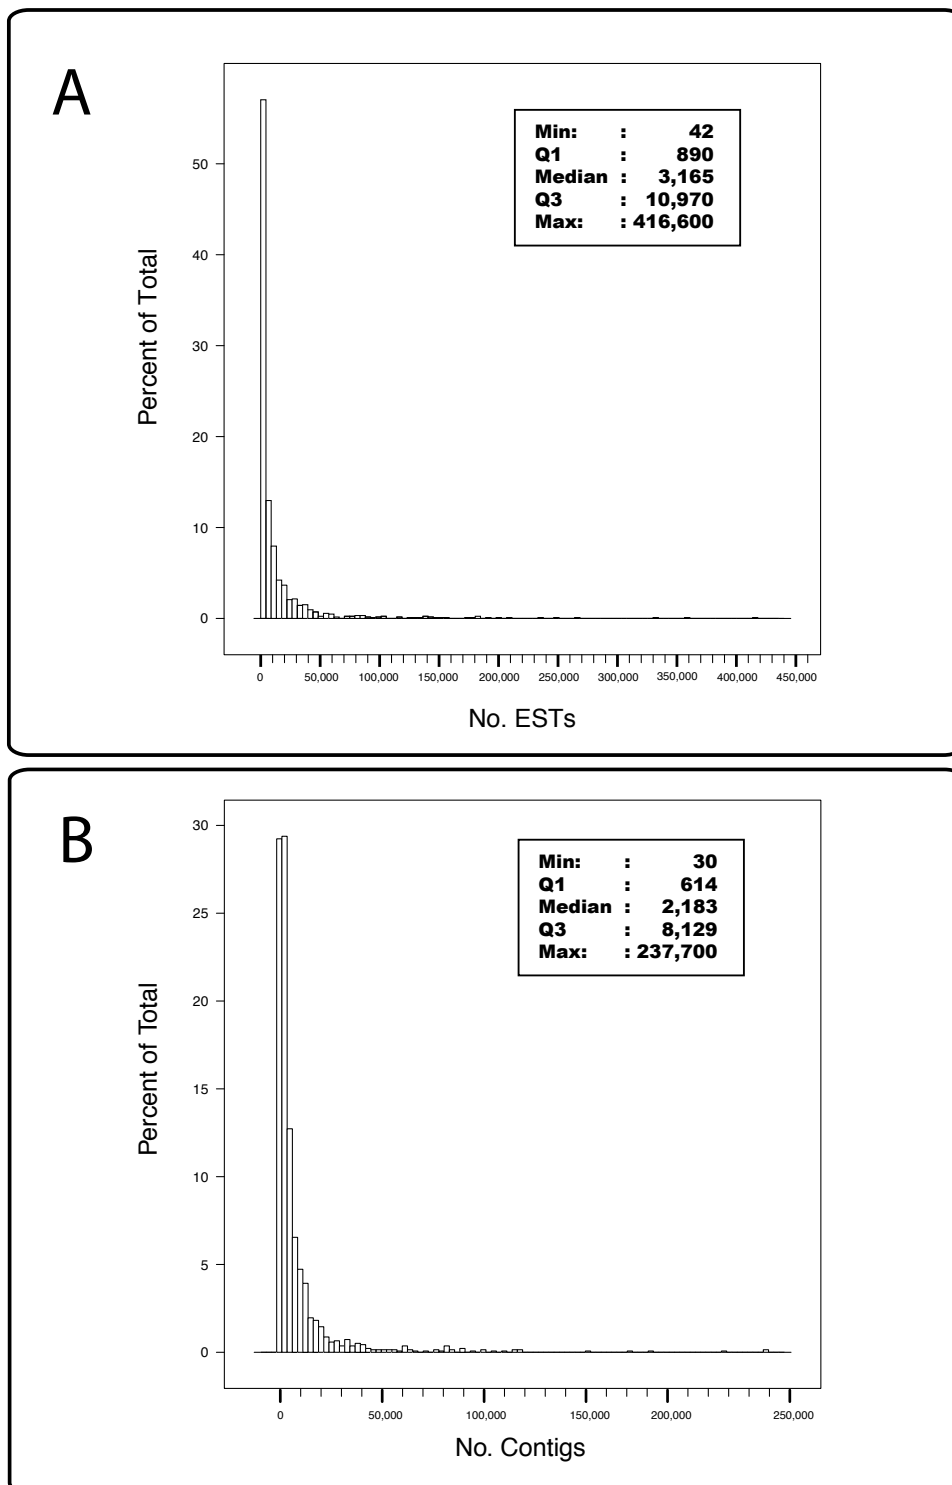 A
Min: : 42
Q1 : 890
Median : 3,165
Q3 : 10,970
Max: : 416,600
50
40
30
20
10
0
Percent of Total
0 50,000 100,000 150,000 200,000 250,000 300,000 350,000 400,000 450,000
No. ESTs
B
Min: : 30
Q1 : 614
Median : 2,183
Q3 : 8,129
Max: : 237,700
30
25
20
15
10
5
0
Percent of Total
0 50,000 100,000 150,000 200,000 250,000
No. Contigs